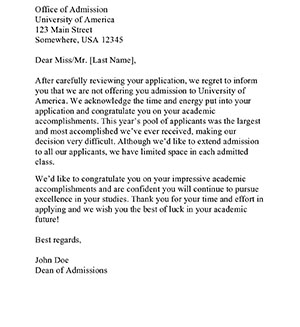 Office of Admission
University of America
123 Main Street
Somewhere, USA 12345
Dear Miss/Mr. [Last Name],
After carefully reviewing your application, we regret to inform
you that we are not offering you admission to University of
America. We acknowledge the time and energy put into your
application and congratulate you on your academic
accomplishments. This year's pool of applicants was the largest
and most accomplished we've ever received, making our
decision very difficult. Although we'd like to extend admission
to all our applicants, we have limited space in each admitted
class.
We'd like to congratulate you on your impressive academic
accomplishments and are confident you will continue to pursue
excellence in your studies. Thank you for your time and effort in
applying and we wish you the best of luck in your academic
future!
Best regards,
John Doe
Dean of Admissions